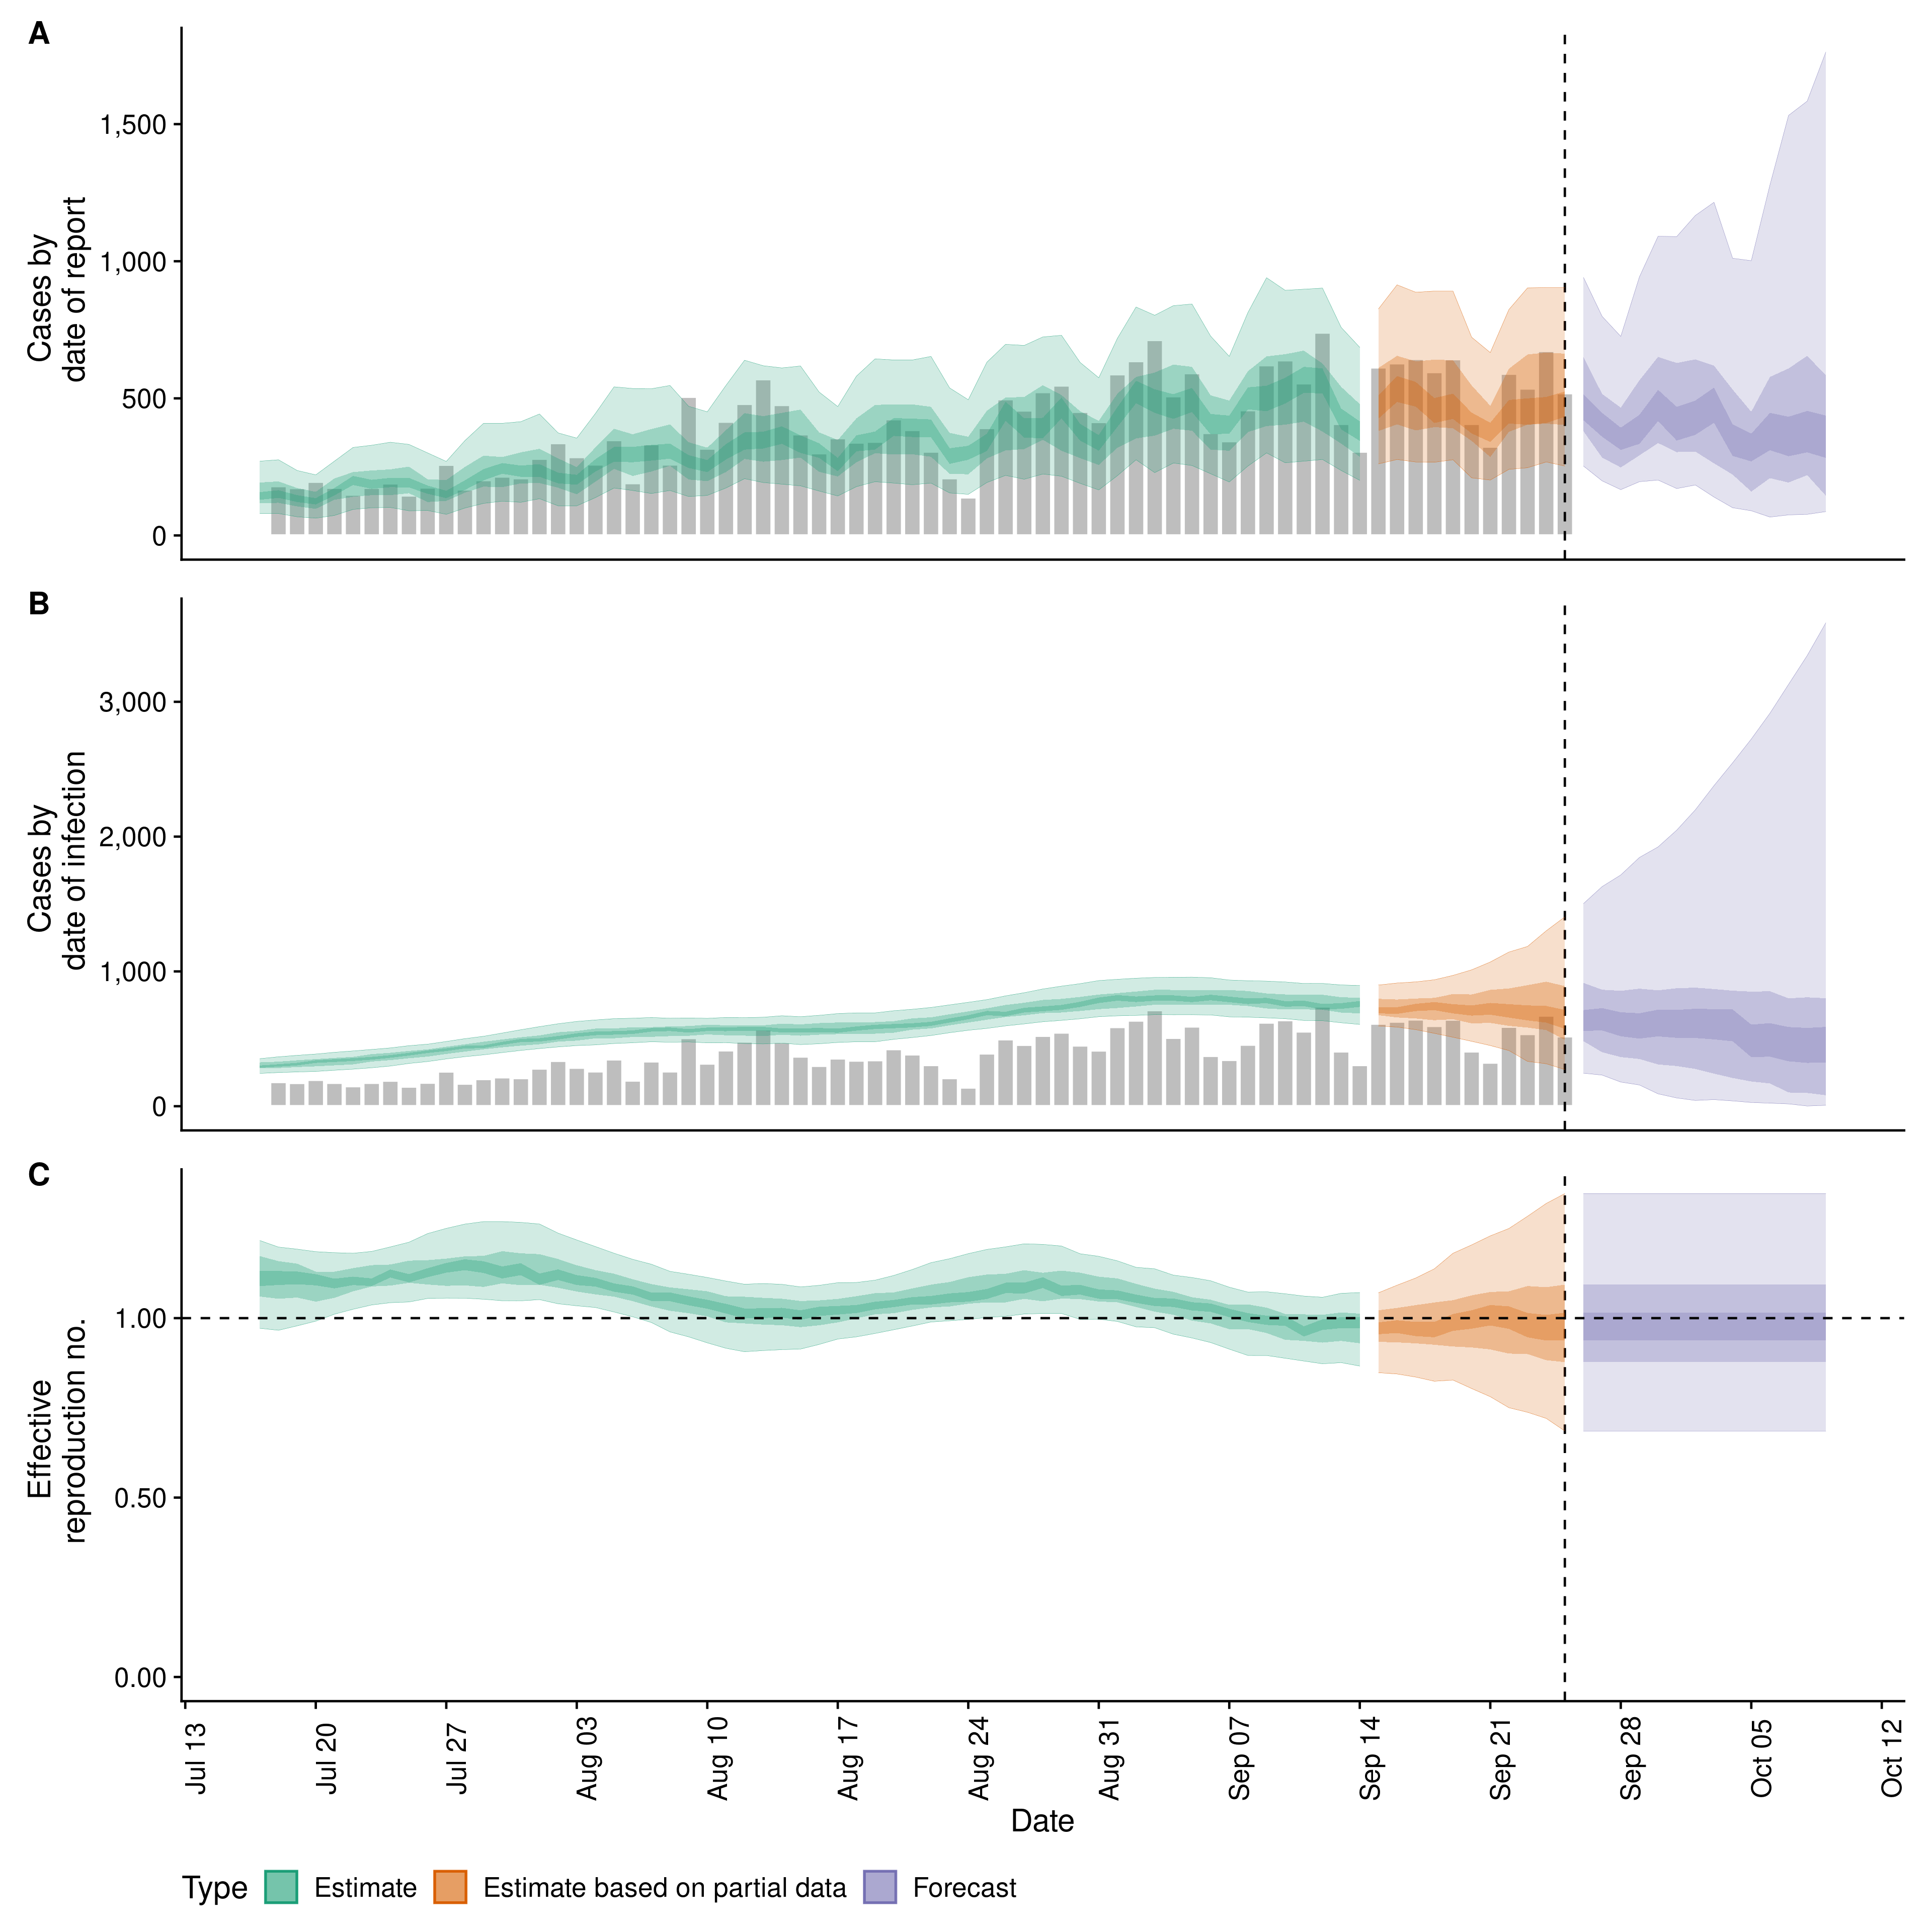 A
Cases by
date of report
1,500
1,000
500
0
B
Cases by
date of infection
3,000
2,000
1,000
0
C
Effective
reproduction no.
1.00
0.50
0.00
Jul 13
Jul 20
Jul 27
Aug 03
Aug 10
Aug 17
Aug 24
Aug 31
Sep 07
Sep 14
Sep 21
Sep 28
Oct 05
Oct 12
Date
Type Estimate Estimate based on partial data Forecast